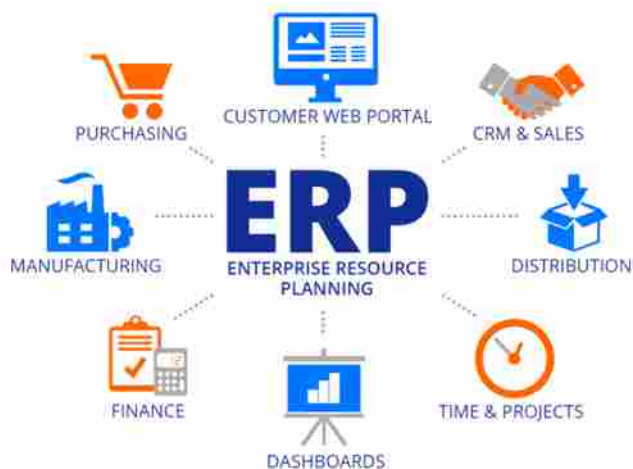 CUSTOMER WEB PORTAL
PURCHASING
CRM & SALES
ERP
ENTERPRISE RESOURCE
PLANNING
MANUFACTURING
DISTRIBUTION
FINANCE
TIME & PROJECTS
DASHBOARDS